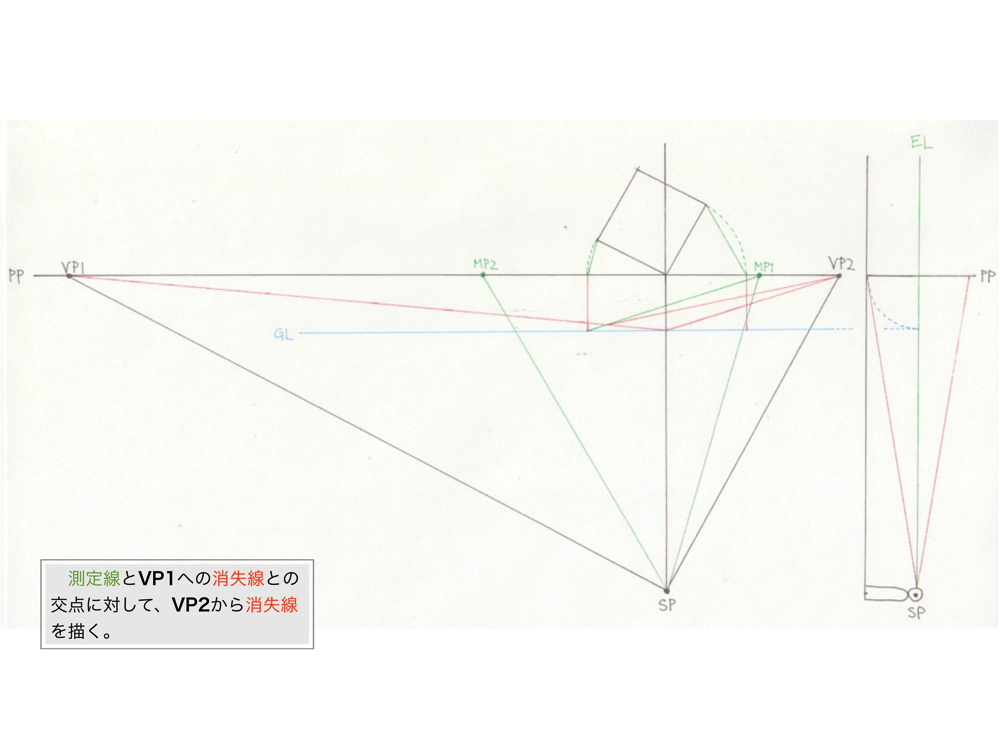 EL
PP
VP1
MP2
MP1
VP2
PP
GL
SP
SP
測定線とVP1への消失線との
交点に対して、VP2から消失線
を描く。